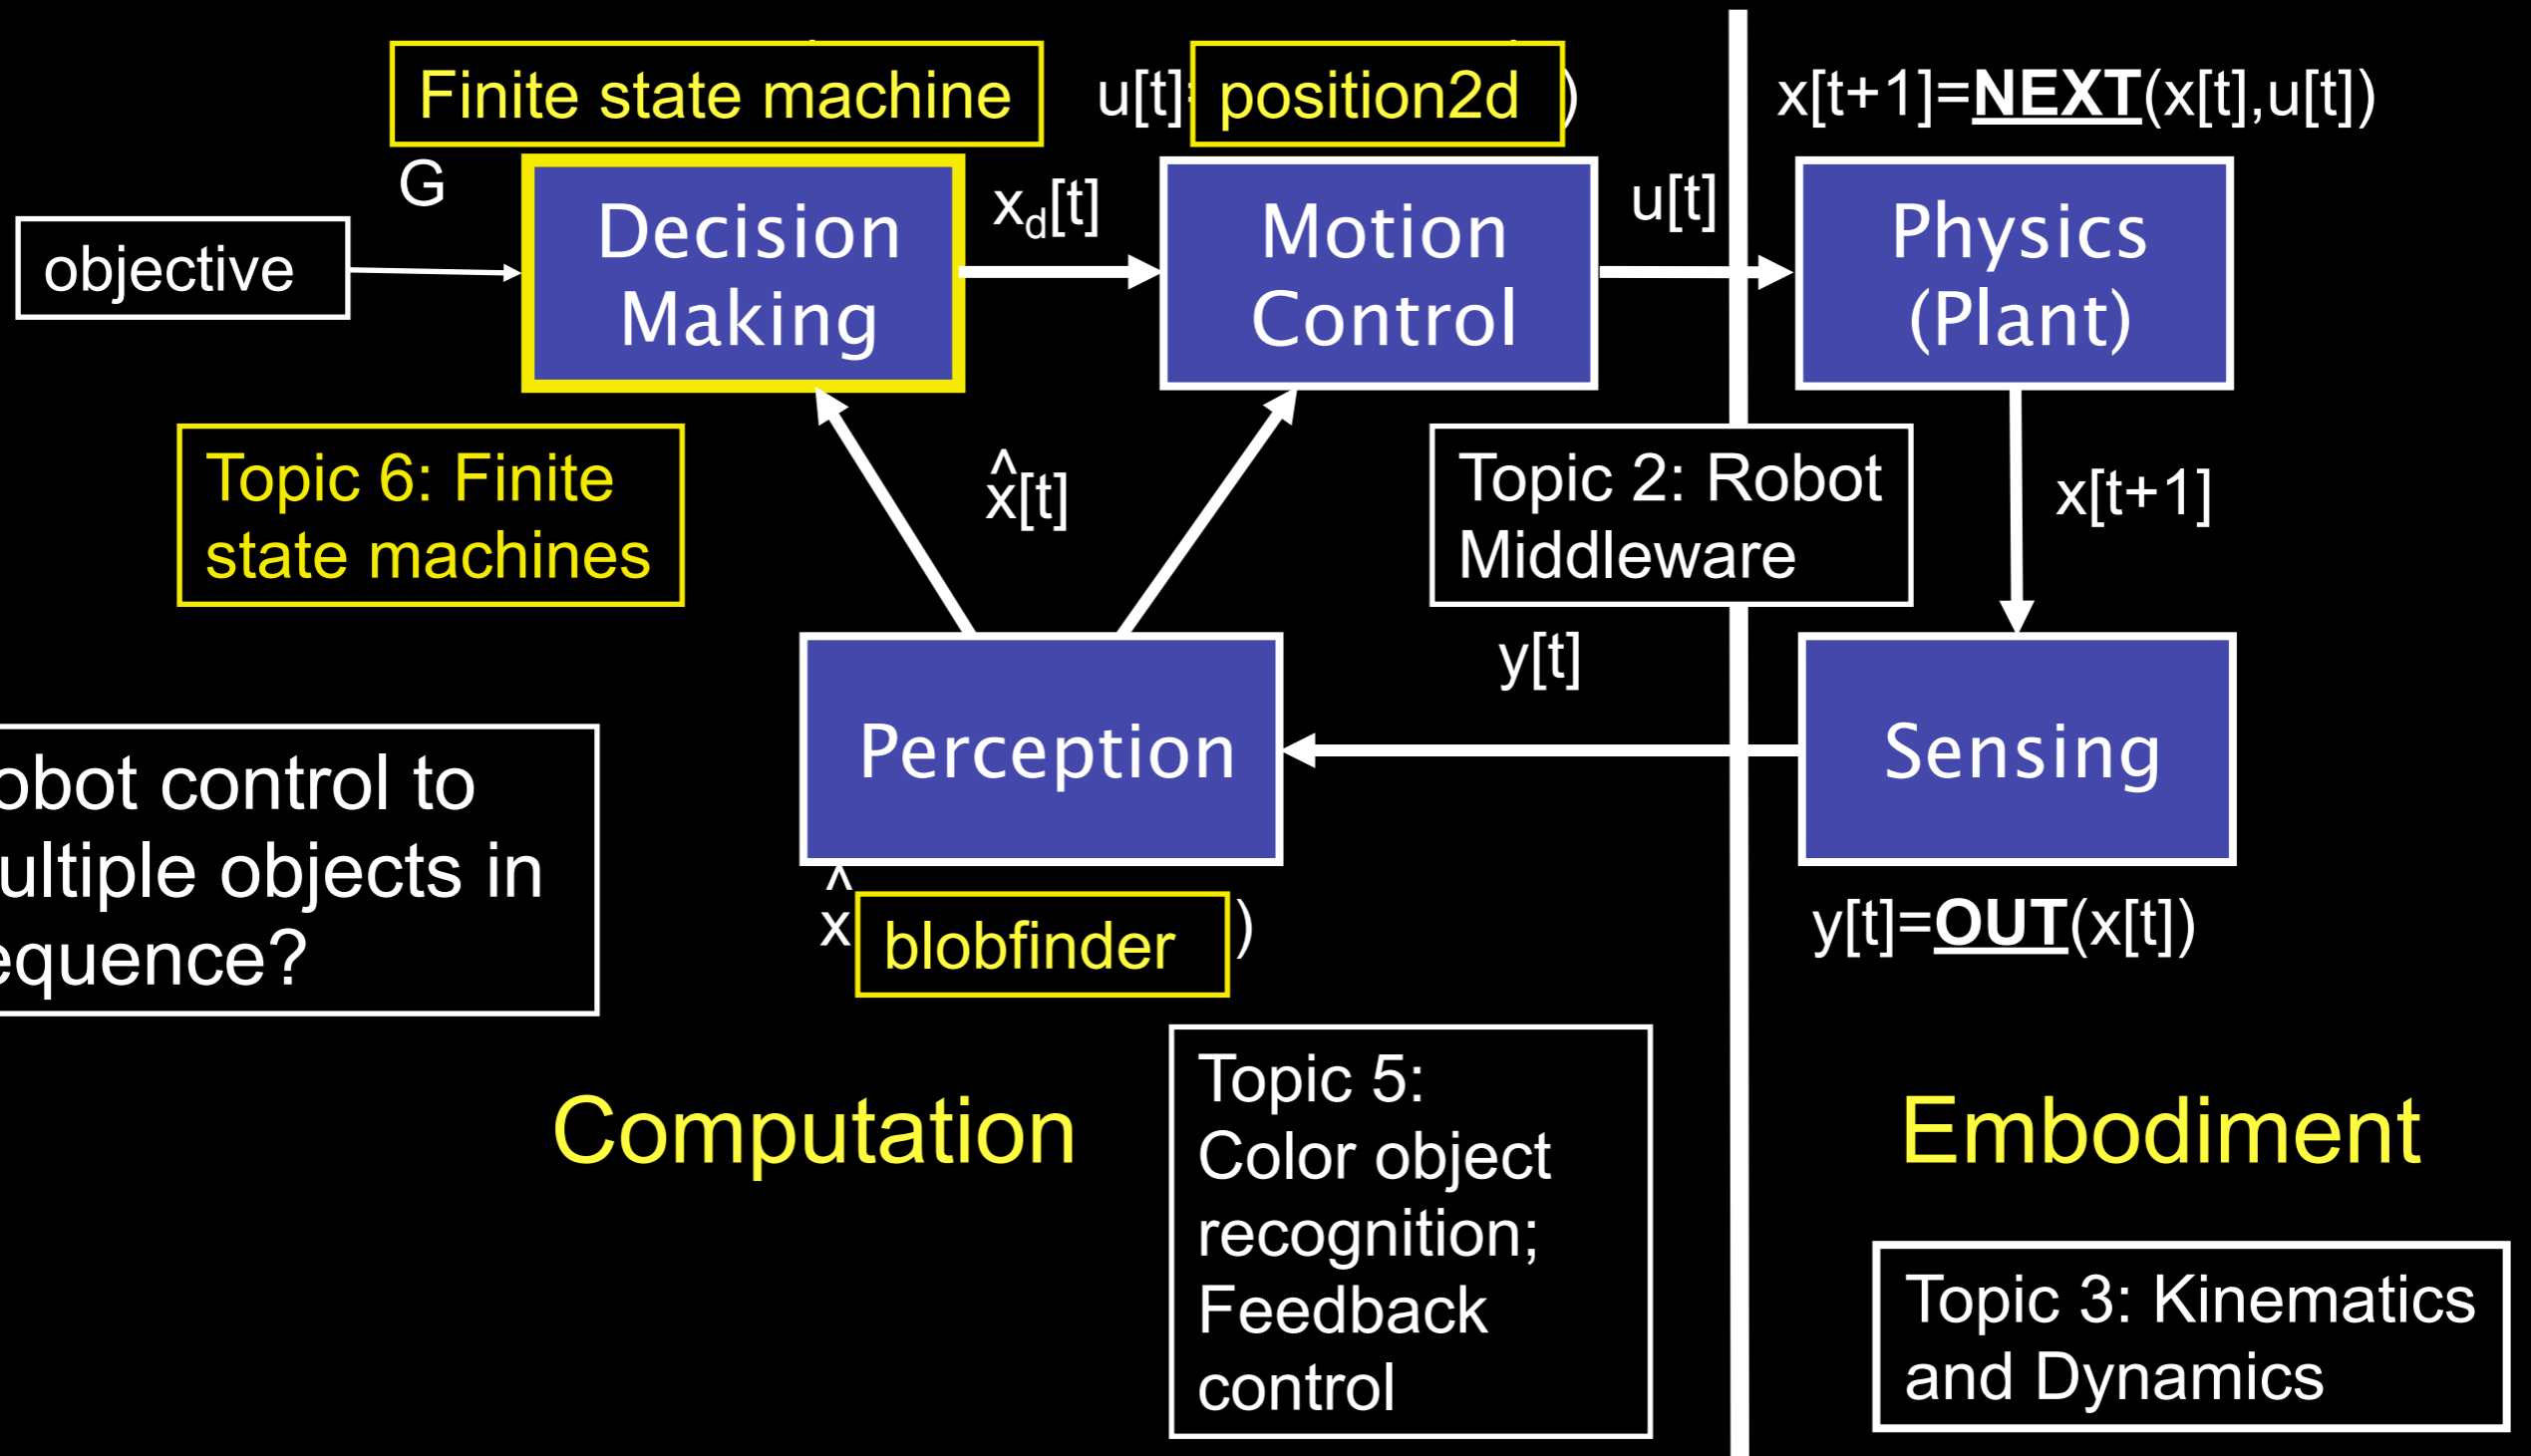 Finite state machine
u[t]
position2d
)
x[t+1]=NEXT(x[t],u[t])
G
objective
Decision
Making
xd[t]
Motion
Control
u[t]
Physics
(Plant)
Topic 6: Finite
state machines
x̂[t]
Topic 2: Robot
Middleware
x[t+1]
y[t]
Perception
Sensing
obot control to
ultiple objects in
equence?
x̂
blobfinder
)
y[t]=OUT(x[t])
Computation
Topic 5:
Color object
recognition;
Feedback
control
Embodiment
Topic 3: Kinematics
and Dynamics